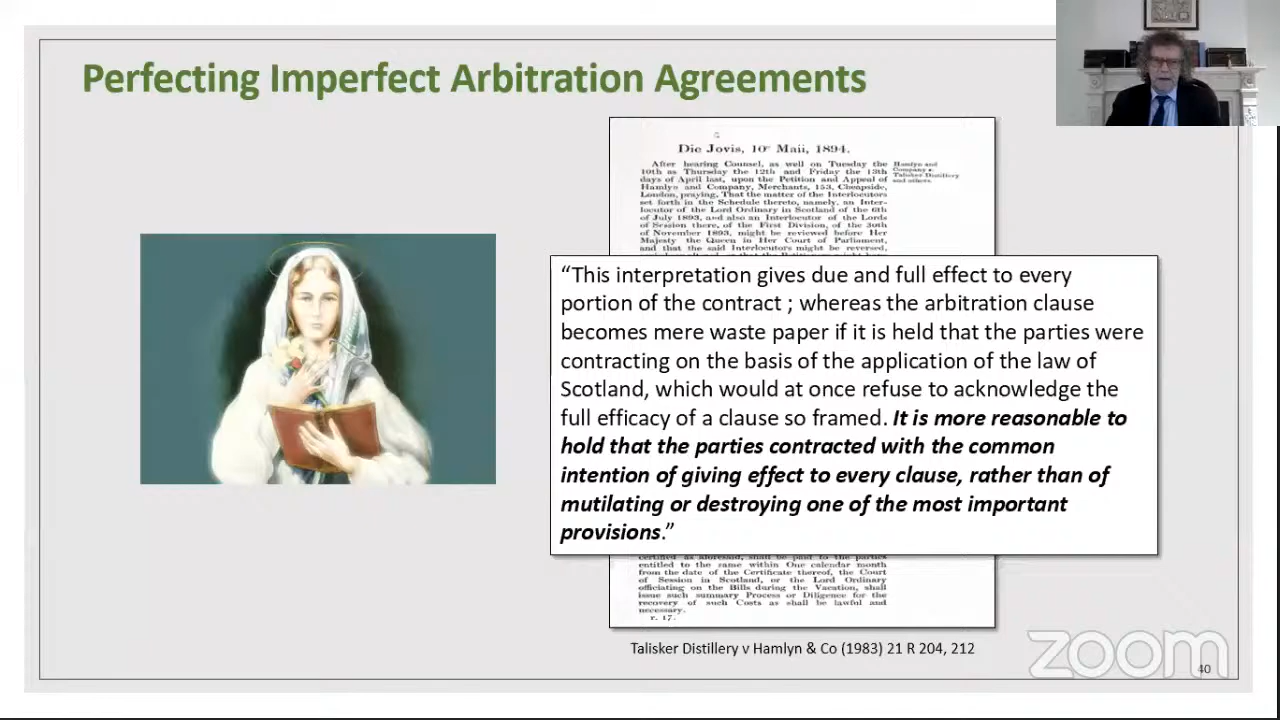 Perfecting Imperfect Arbitration Agreements
G
Die Jovis, 10º Maii, 1894.
After hearing Counsel, as well on Tuesday the
10th as Thursday the 12th and Friday the 13th
days of April last, upon the Petition and Appeal of
Hamlyn and Company, Merchants, 153, Cheapside,
London, praying, That the matter of the Interlocutors
set forth in the Schedule thereto, namely, an Inter-
locutor of the Lord Ordinary in Scotland of the 6th
of July 1893, and also an Interlocutor of the Lords
of Session there, of the First Division, of the 30th
of November 1893, might be reviewed before Her
Majesty the Queen in Her Court of Parliament,
and that the said Interlocutors might be reversed,
Hamlyn and
Company v.
Talisker Distillery
and others.
“This interpretation gives due and full effect to every
portion of the contract ; whereas the arbitration clause
becomes mere waste paper if it is held that the parties were
contracting on the basis of the application of the law of
Scotland, which would at once refuse to acknowledge the
full efficacy of a clause so framed. It is more reasonable to
hold that the parties contracted with the common
intention of giving effect to every clause, rather than of
mutilating or destroying one of the most important
provisions.”
certified as aforesaid, shall be paid to the parties
entitled to the same within One calendar month
from the date of the Certificate thereof, the Court
of Session in Scotland, or the Lord Ordinary
officiating on the Bills during the Vacation, shall
issue such summary Process or Diligence for the
recovery of such Costs as shall be lawful and
necessary.
r. 17.
Talisker Distillery v Hamlyn & Co (1983) 21 R 204, 212
zoom
40